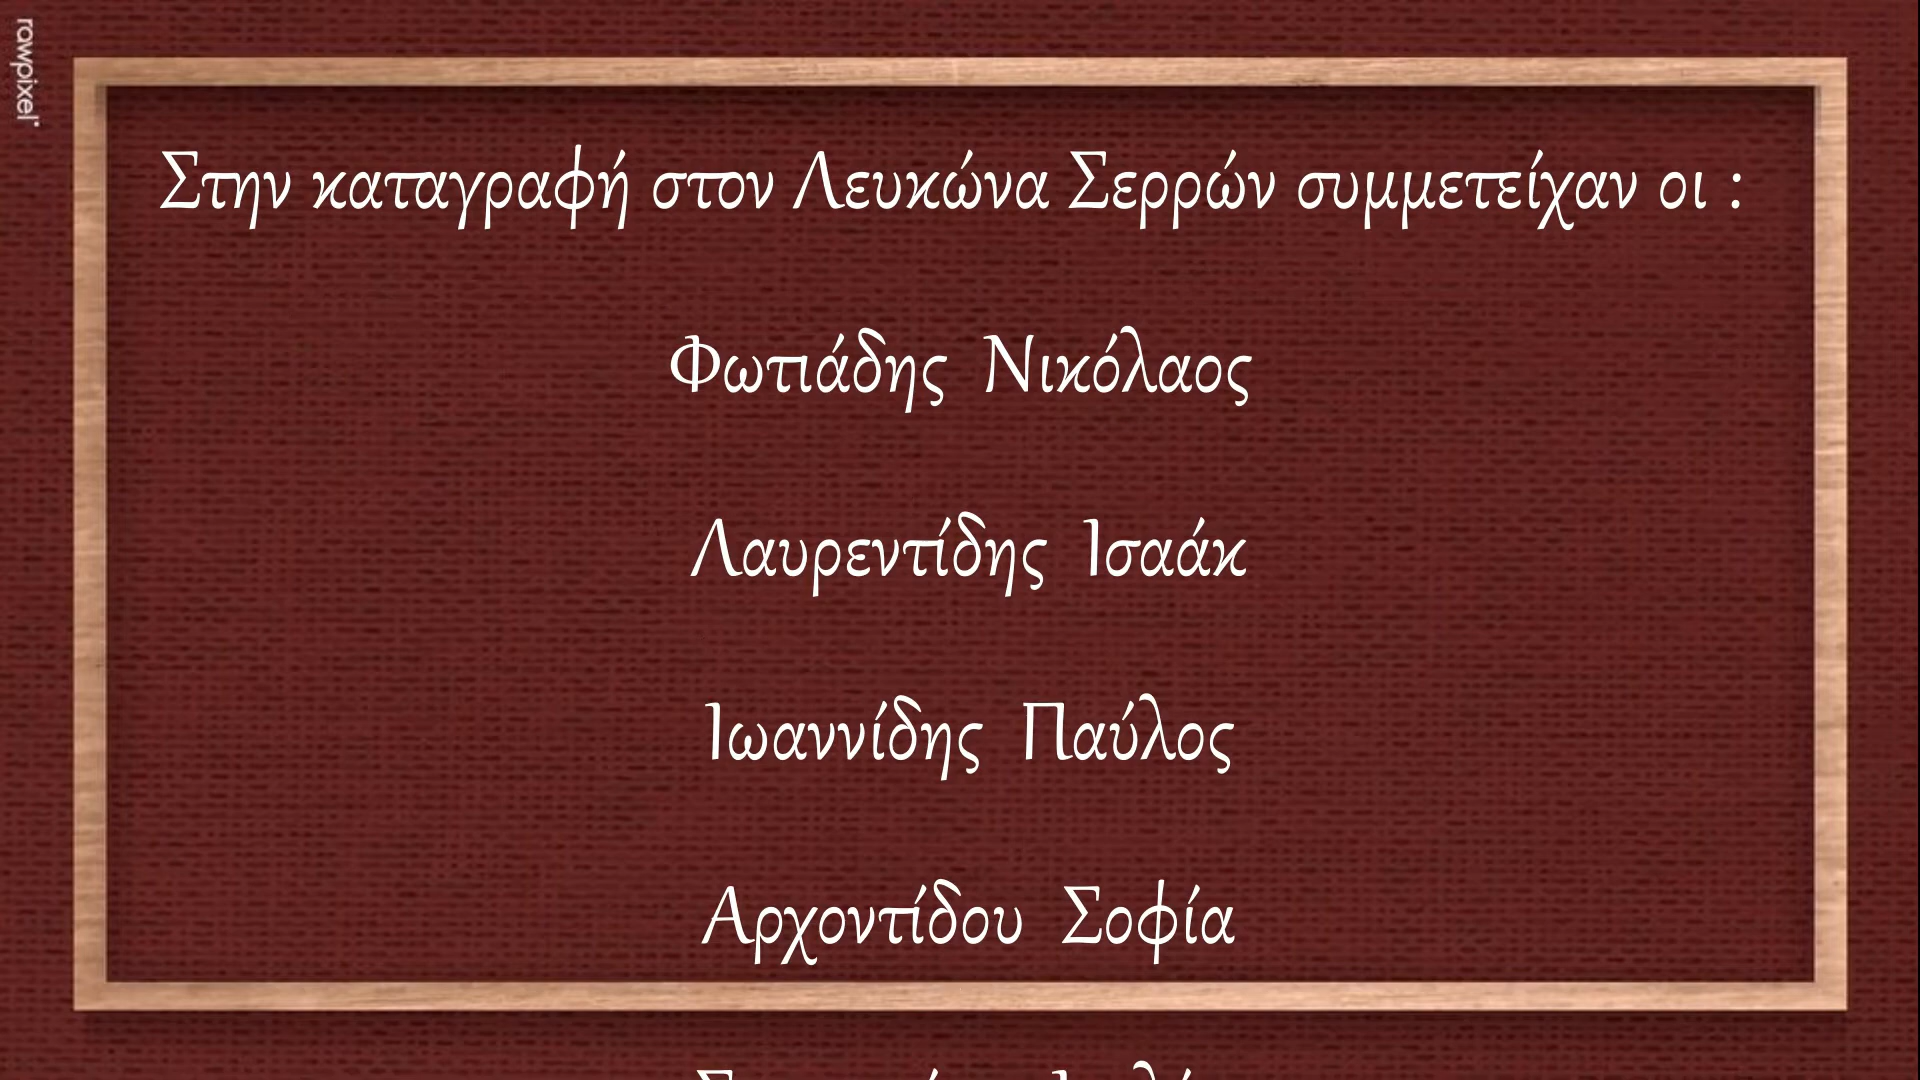 rawpixel
Στην καταγραφή στον Λευκώνα Σερρών συμμετείχαν οι :
Φωτιάδης Νικόλαος
Λαυρεντίδης Ισαάκ
Ιωαννίδης Παύλος
Αρχοντίδου Σοφία